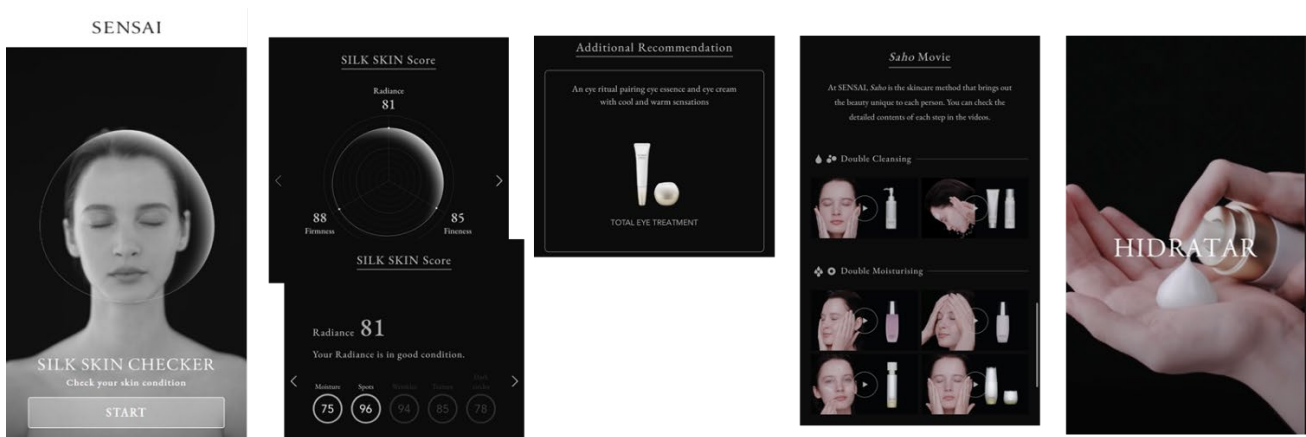 SENSAI
SILK SKIN CHECKER
Check your skin condition
START
SILK SKIN Score
Radiance
81
88
Firmness
85
Fineness
SILK SKIN Score
Radiance 81
Your Radiance is in good condition.
Moisture Spots Wrinkles Texture Dark circles
75 96 94 85 78
Additional Recommendation
An eye ritual pairing eye essence and eye cream
with cool and warm sensations
TOTAL EYE TREATMENT
Saho Movie
At SENSAI, Saho is the skincare method that brings out
the beauty unique to each person. You can check the
detailed contents of each step in the videos.
Double Cleansing
Double Moisturising
HIDRATAR